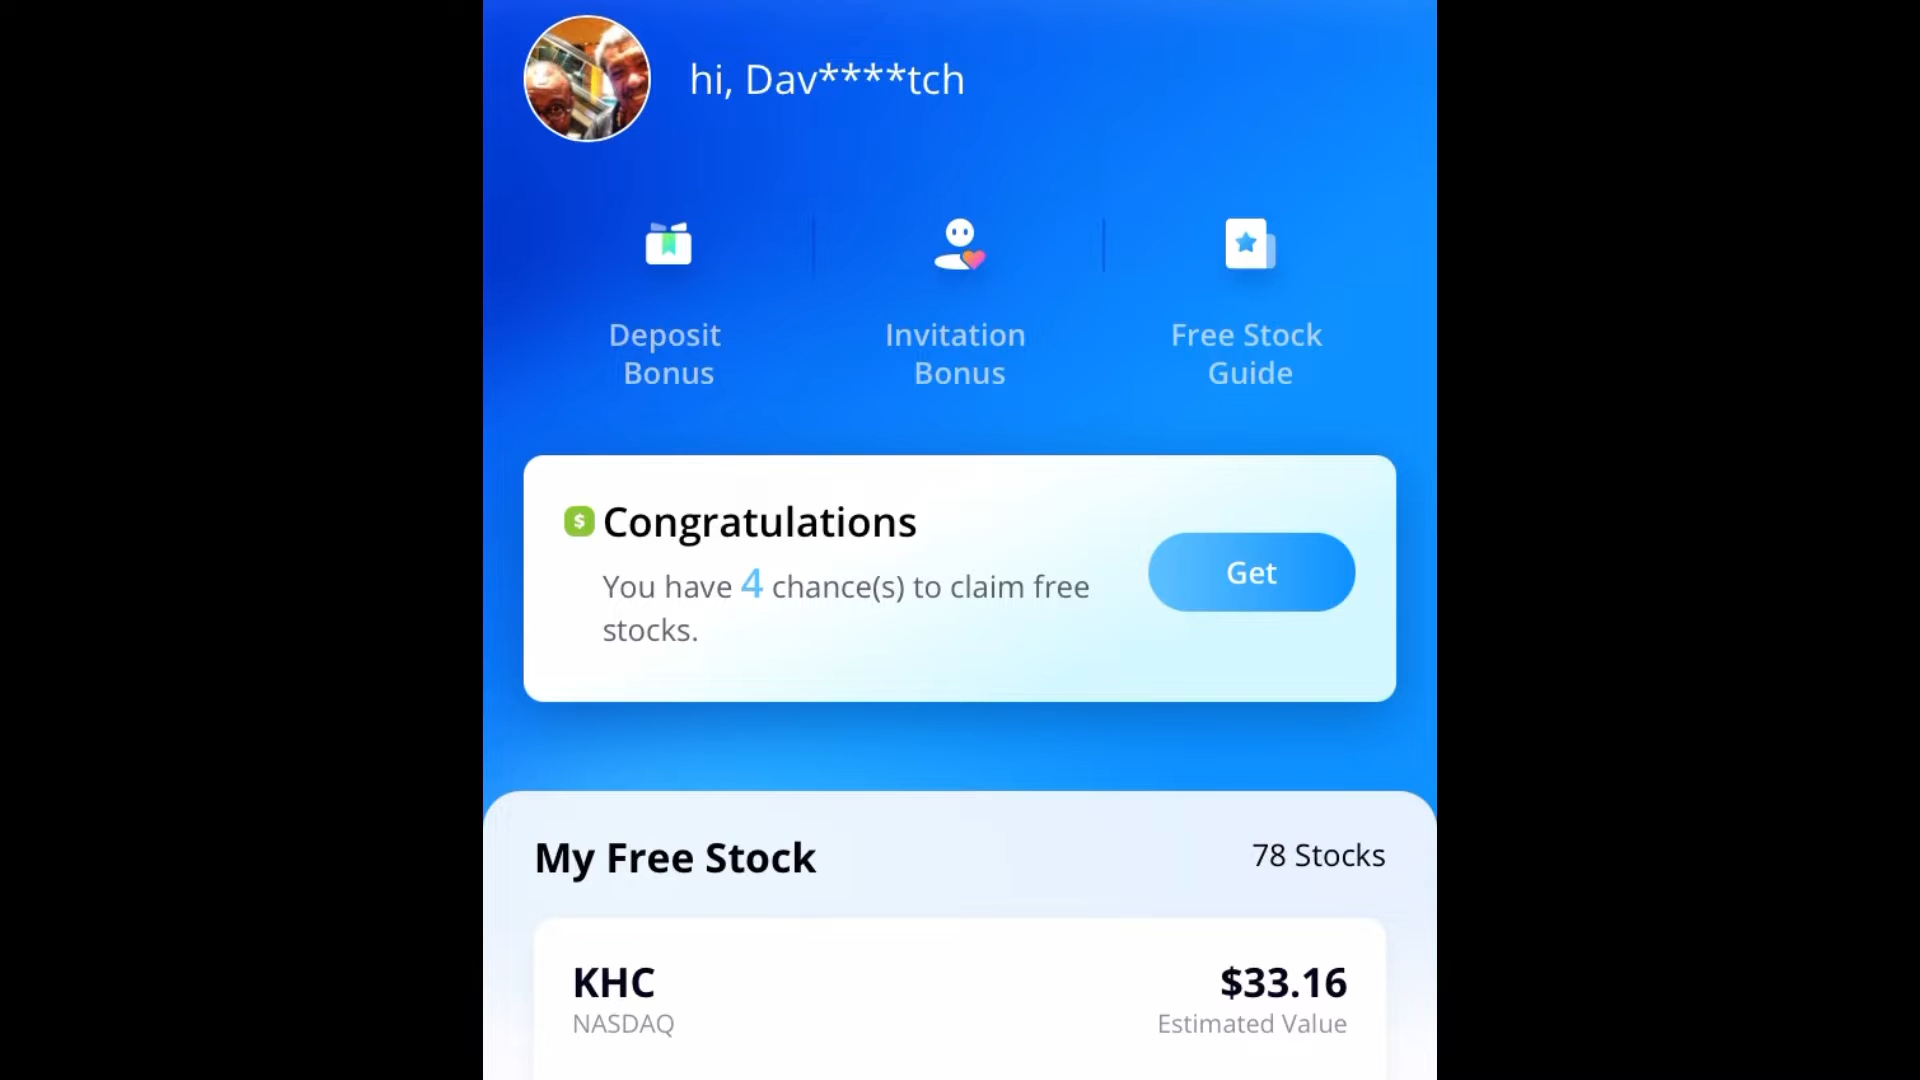 hi, Dav****tch
Deposit
Bonus
Invitation
Bonus
Free Stock
Guide
$
Congratulations
You have 4 chance(s) to claim free
stocks.
Get
My Free Stock
78 Stocks
KHC
$33.16
NASDAQ
Estimated Value